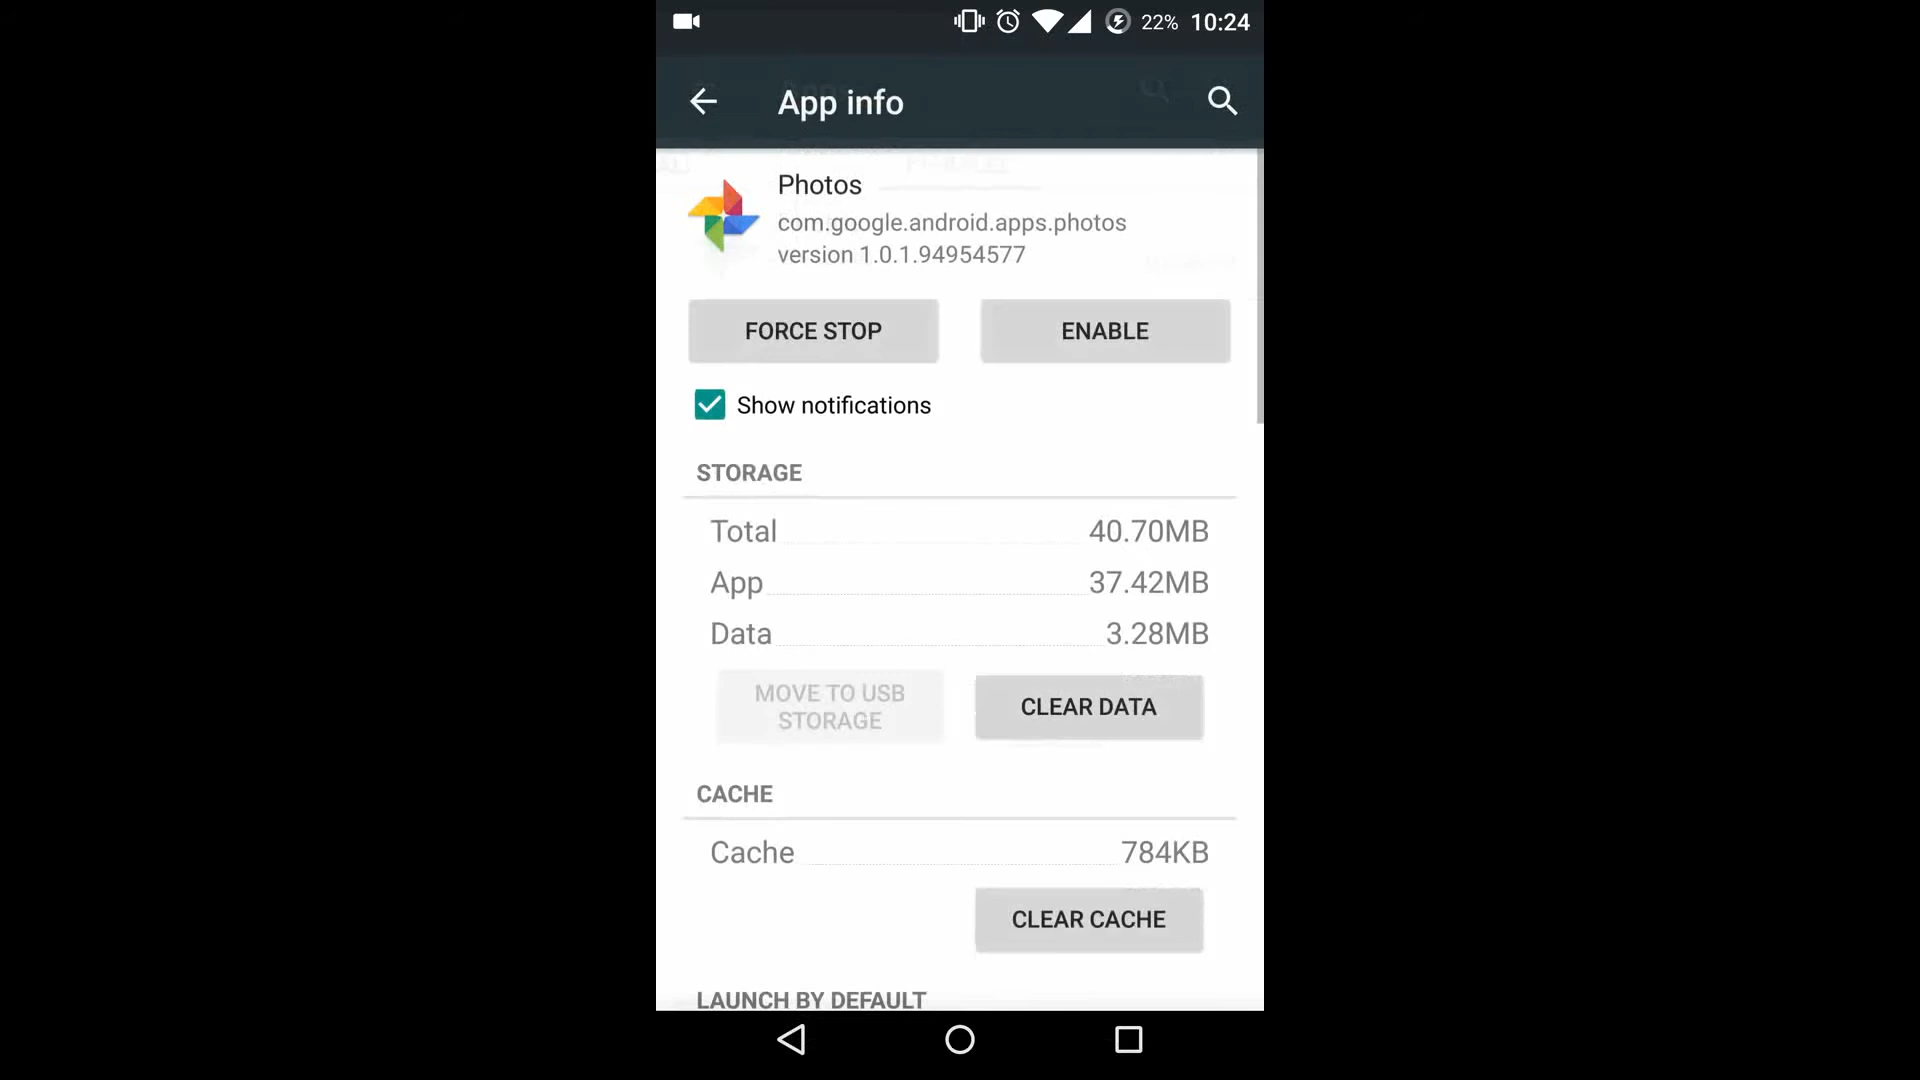 22% 10:24
App info
Photos
com.google.android.apps.photos
version 1.0.1.94954577
FORCE STOP ENABLE
Show notifications
STORAGE
Total 40.70MB
App 37.42MB
Data 3.28MB
MOVE TO USB
STORAGE
CLEAR DATA
CACHE
Cache 784KB
CLEAR CACHE
LAUNCH BY DEFAULT